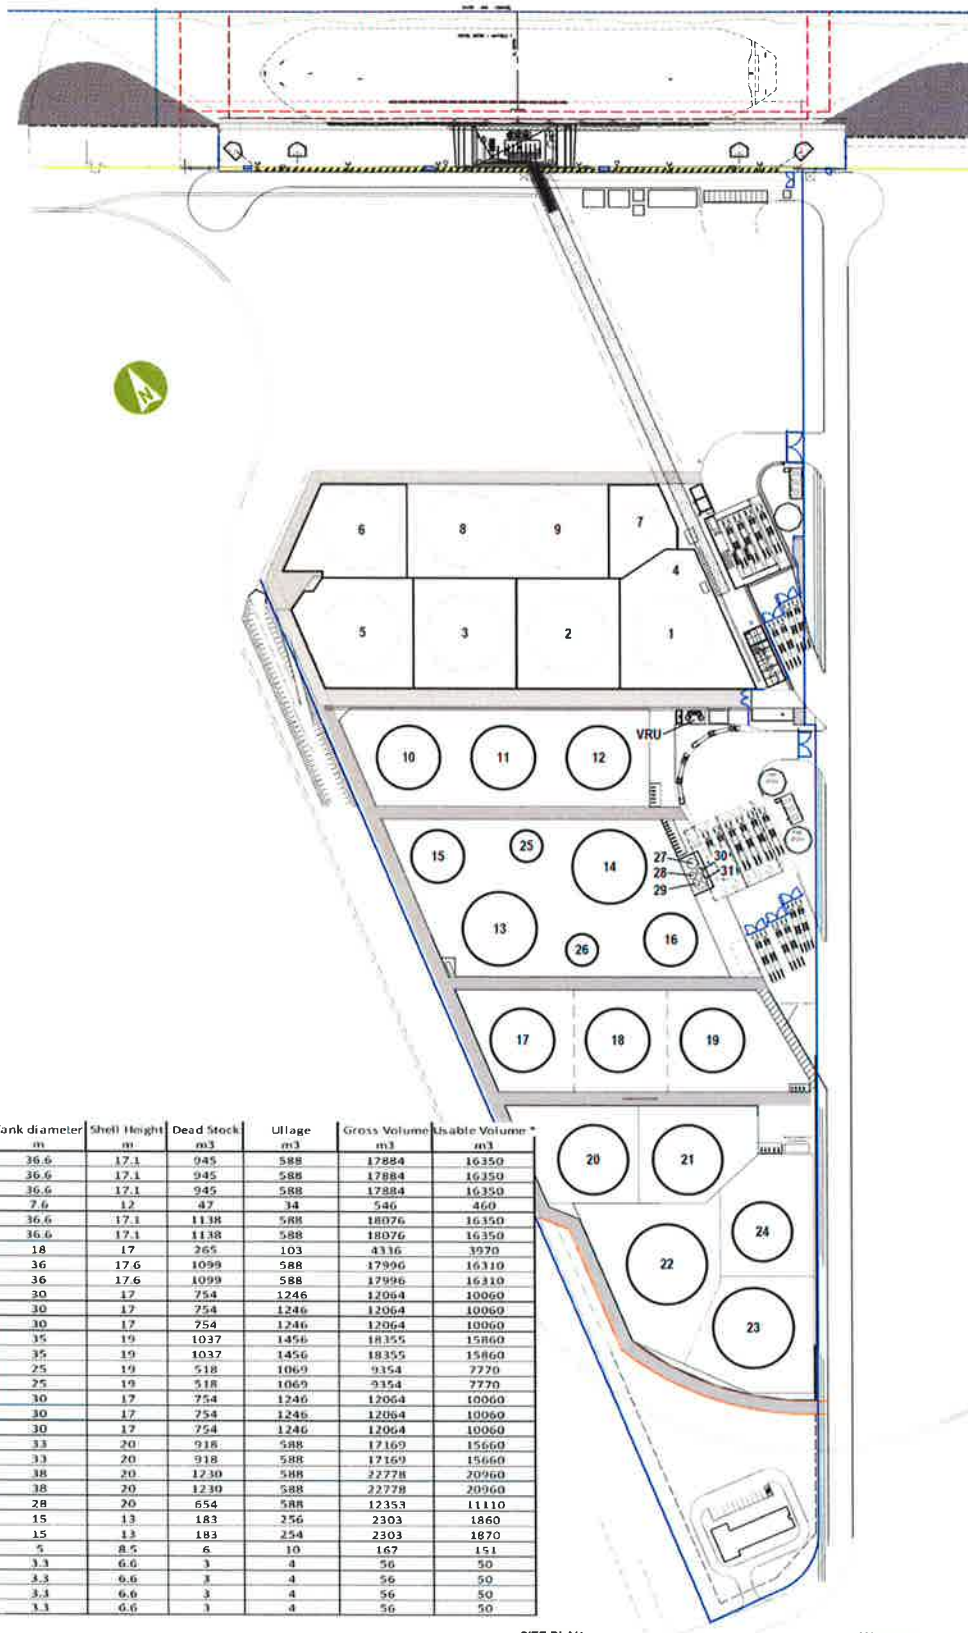 N
6
8
9
7
4
5
3
2
1
VRU
10
11
12
15
25
14
27
30
28
31
29
13
26
16
17
18
19
20
21
24
22
23
ank diameter Shell Height Dead Stock Ullage Gross Volume Usable Volume *
m m m3 m3 m3 m3
36.6 17.1 945 588 17884 16350
36.6 17.1 945 588 17884 16350
36.6 17.1 945 588 17884 16350
7.6 12 47 34 546 460
36.6 17.1 1138 588 18076 16350
36.6 17.1 1138 588 18076 16350
18 17 265 103 4336 3970
36 17.6 1099 588 17996 16310
36 17.6 1099 588 17996 16310
30 17 754 1246 12064 10060
30 17 754 1246 12064 10060
30 17 754 1246 12064 10060
35 19 1037 1456 18355 15860
35 19 1037 1456 18355 15860
25 19 518 1069 9354 7770
25 19 518 1069 9354 7770
30 17 754 1246 12064 10060
30 17 754 1246 12064 10060
30 17 754 1246 12064 10060
33 20 918 588 17169 15660
33 20 918 588 17169 15660
38 20 1230 588 22778 20960
38 20 1230 588 22778 20960
28 20 654 588 12353 11110
15 13 183 256 2303 1860
15 13 183 254 2303 1870
5 8.5 6 10 167 151
3.3 6.6 3 4 56 50
3.3 6.6 3 4 56 50
3.3 6.6 3 4 56 50
3.3 6.6 3 4 56 50